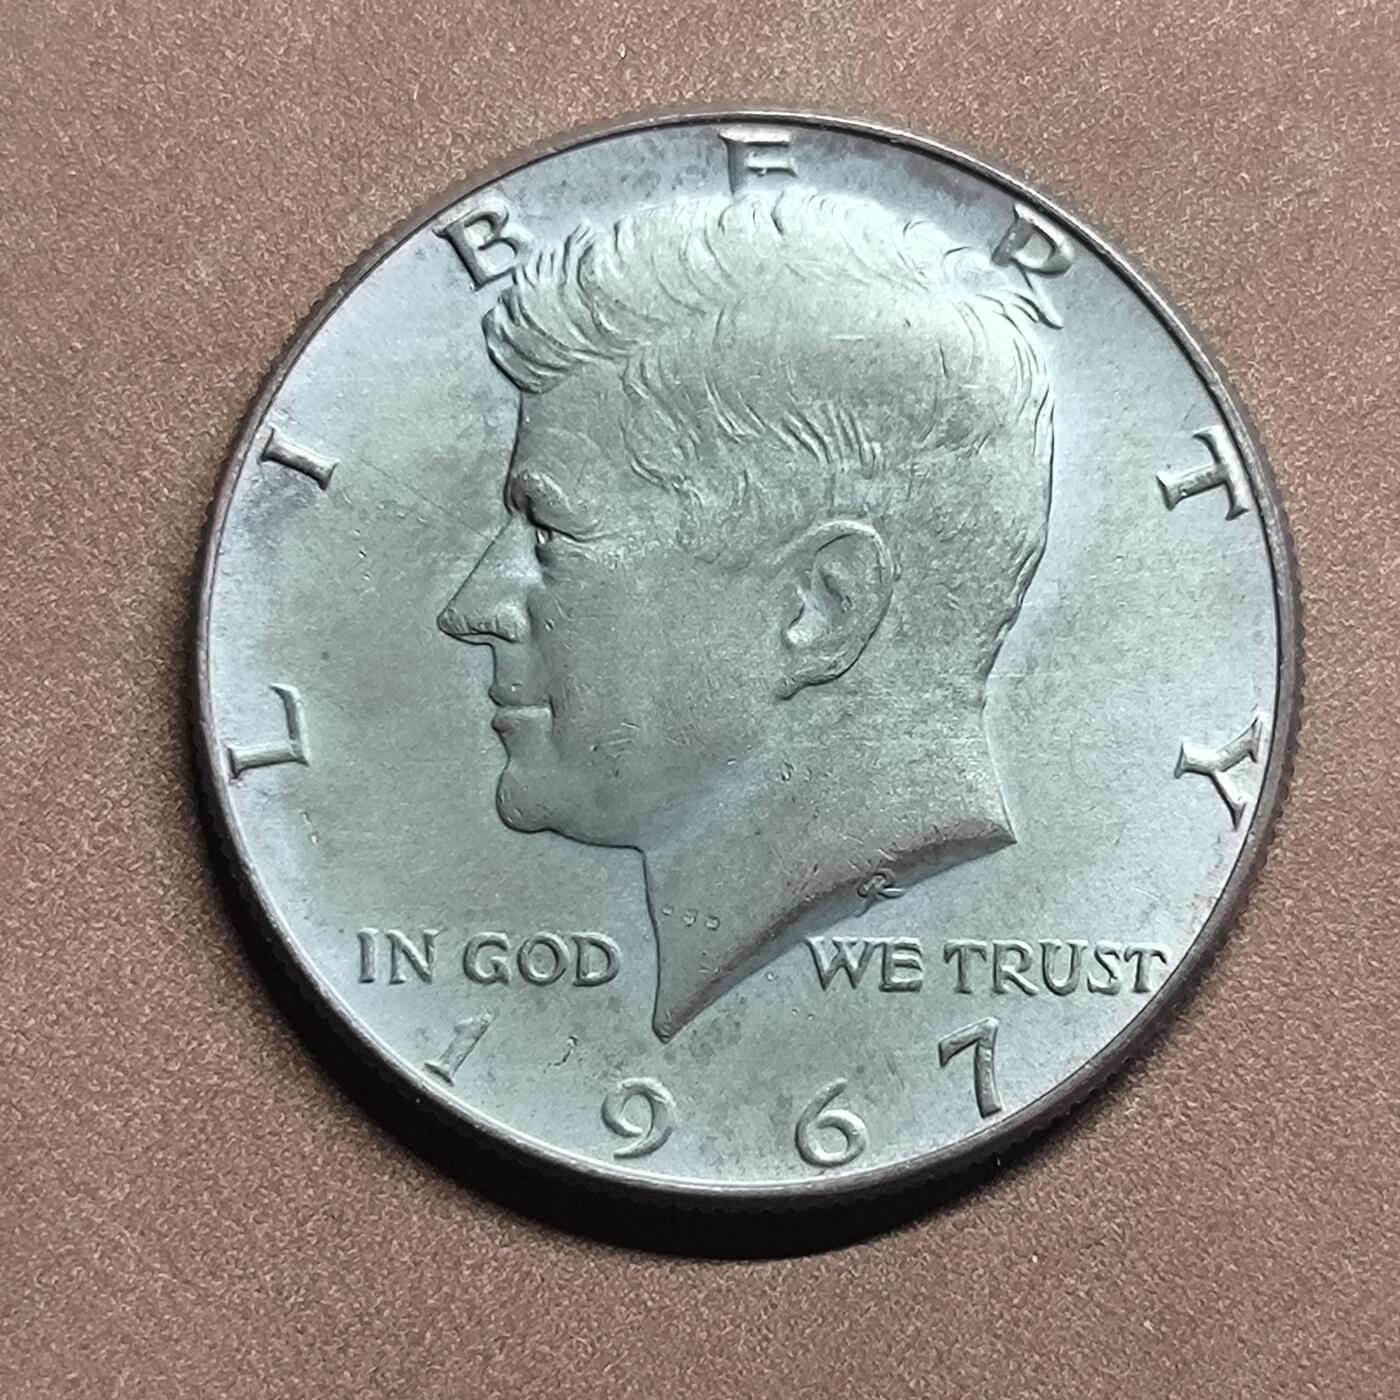 LIBERTY
IN GOD WE TRUST
1967